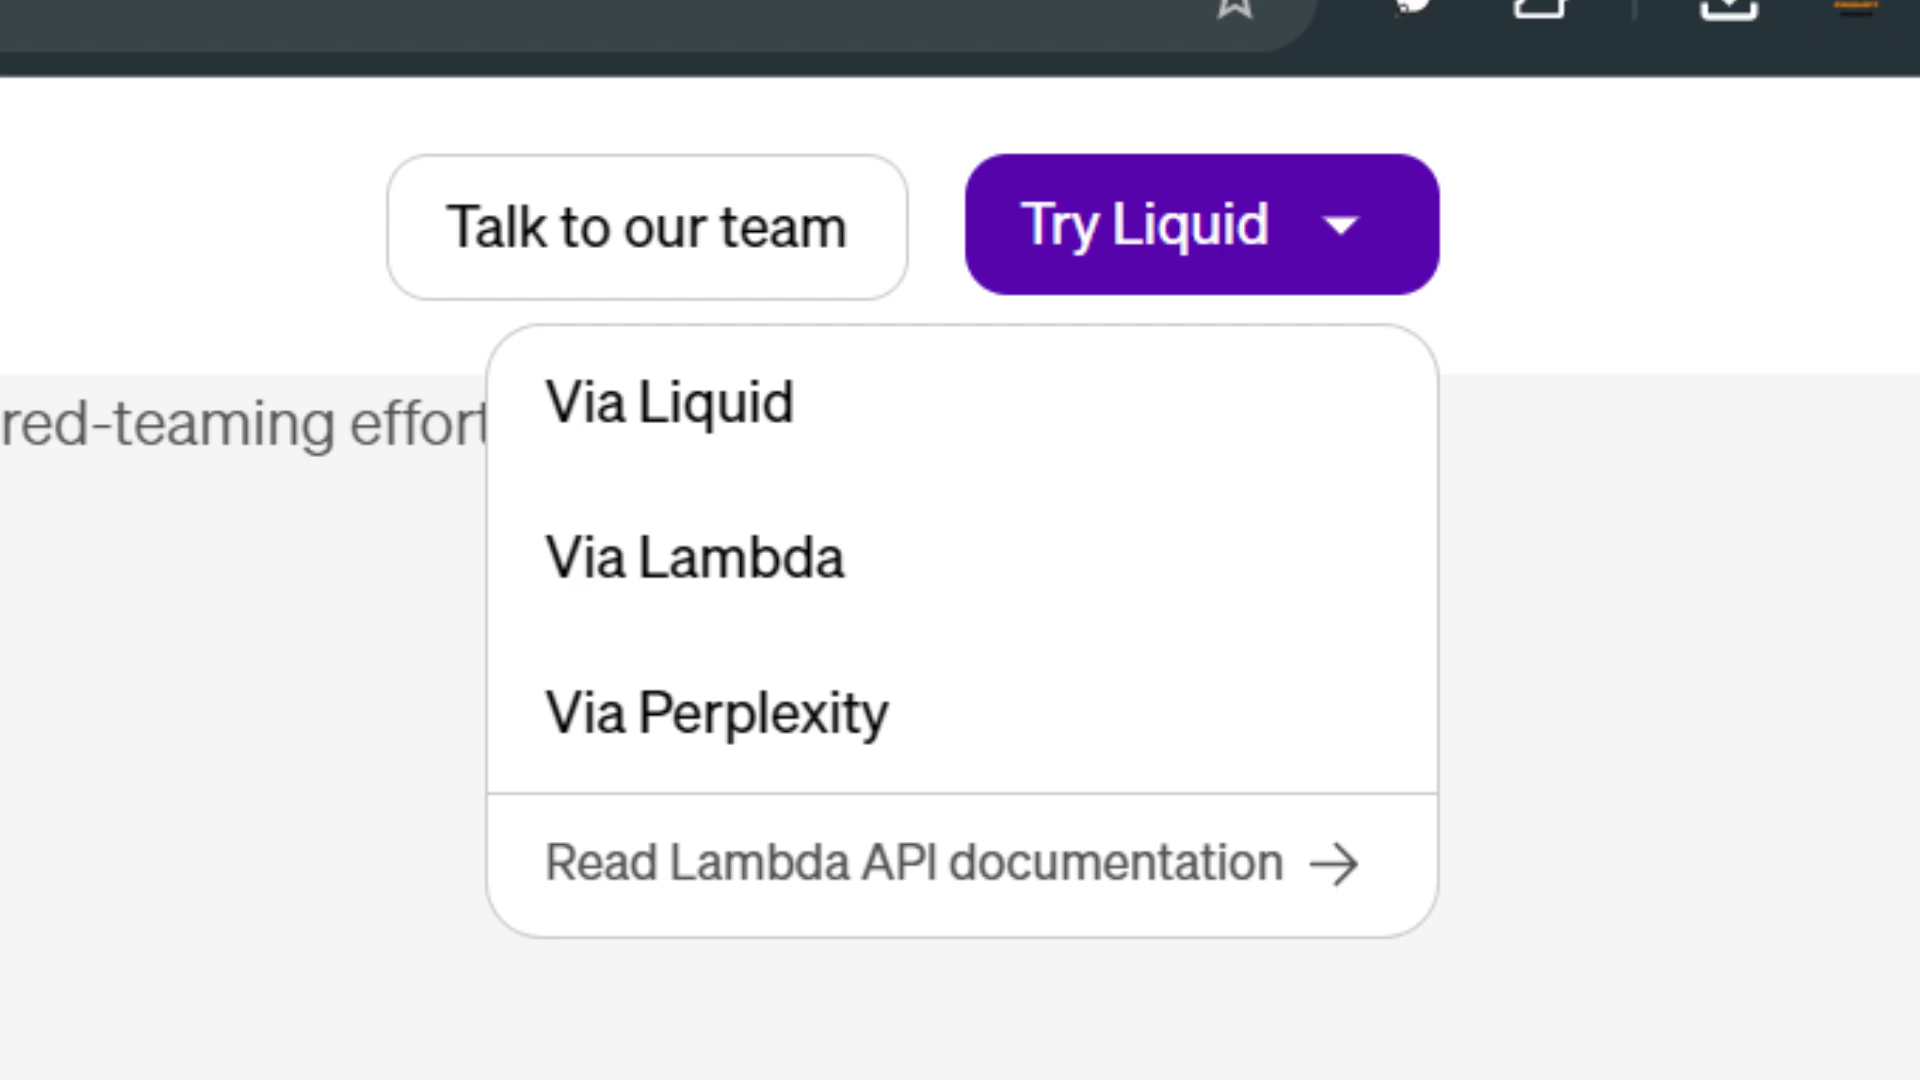 Talk to our team
Try Liquid
red-teaming effort
Via Liquid
Via Lambda
Via Perplexity
Read Lambda API documentation →